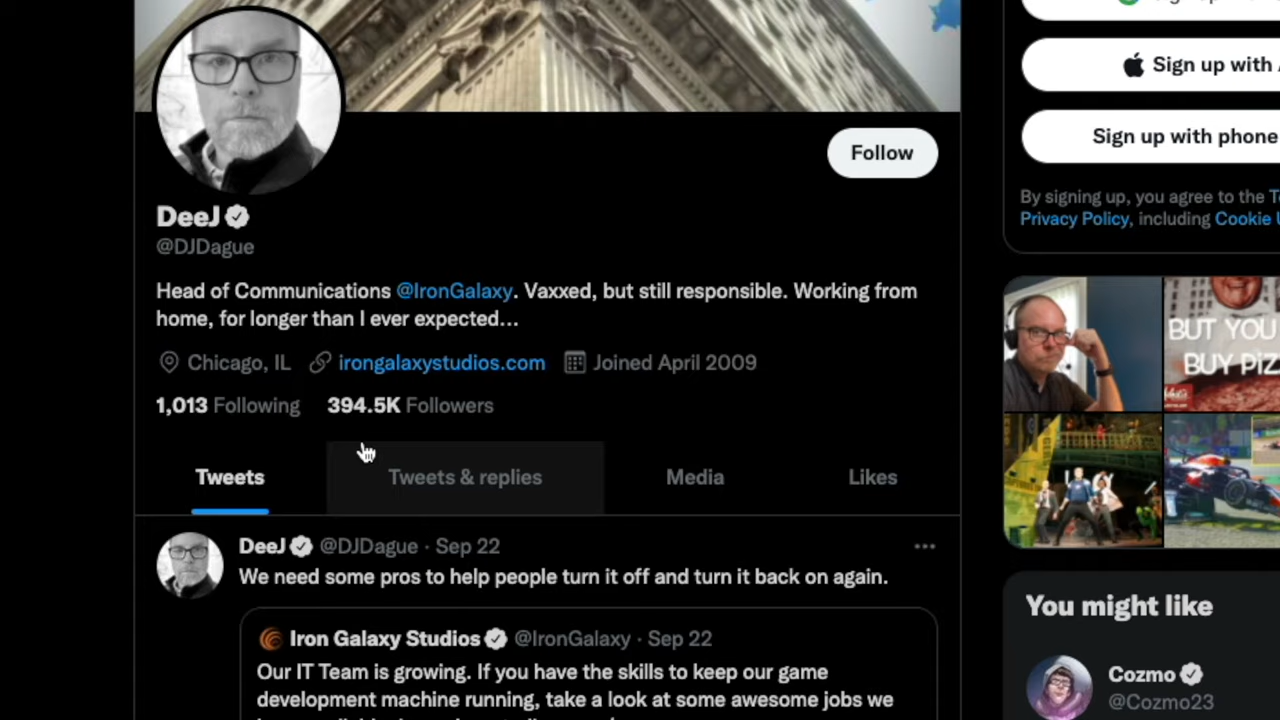 Follow
DeeJ
@DJDague
Head of Communications @IronGalaxy. Vaxxed, but still responsible. Working from
home, for longer than I ever expected...
Chicago, IL irongalaxystudios.com Joined April 2009
1,013 Following 394.5K Followers
Tweets Tweets & replies Media Likes
DeeJ @DJDague · Sep 22
We need some pros to help people turn it off and turn it back on again.
Iron Galaxy Studios @IronGalaxy · Sep 22
Our IT Team is growing. If you have the skills to keep our game
development machine running, take a look at some awesome jobs we
Sign up with
Sign up with phone
By signing up, you agree to the
Privacy Policy, including Cookie
BUT YOU
BUY PIZ
You might like
Cozmo
@Cozmo23